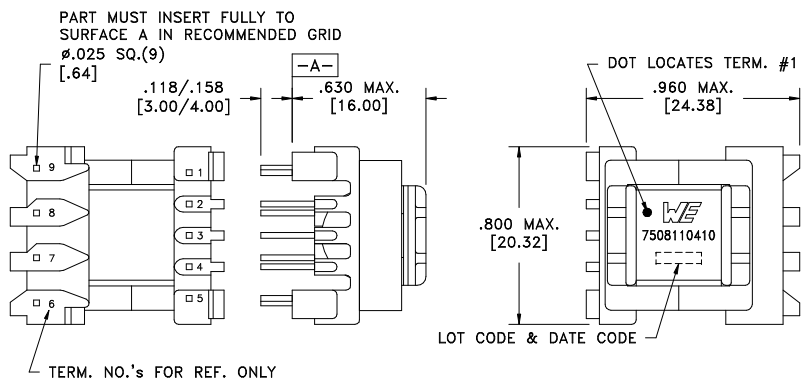 PART MUST INSERT FULLY TO
SURFACE A IN RECOMMENDED GRID
ø.025 SQ.(9)
[.64]
-A-
.118/.158
[3.00/4.00]
.630 MAX.
[16.00]
DOT LOCATES TERM. #1
.960 MAX.
[24.38]
9
1
8
2
3
7
4
6
5
.800 MAX.
[20.32]
WE
7508110410
LOT CODE & DATE CODE
TERM. NO.'s FOR REF. ONLY